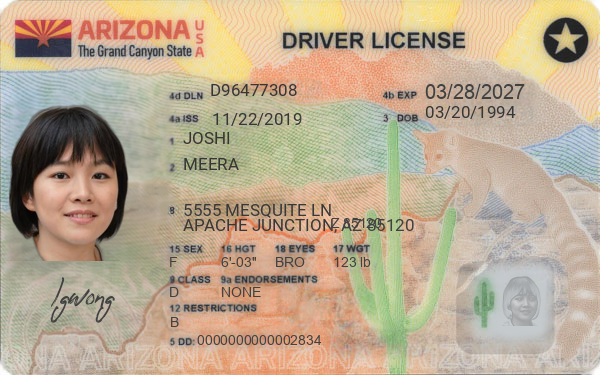 ARIZONA USA
The Grand Canyon State
DRIVER LICENSE
4d DLN D96477308
4b EXP 03/28/2027
4a ISS 11/22/2019
3 DOB 03/20/1994
1 JOSHI
2 MEERA
8 5555 MESQUITE LN
APACHE JUNCTION, AZ 85120
15 SEX 16 HGT 18 EYES 17 WGT
F 6'-03" BRO 123 lb
9 CLASS 9a ENDORSEMENTS
D NONE
12 RESTRICTIONS
B
5 DD: 0000000000002834
ARIZONA ARIZONA ARIZONA ARIZONA